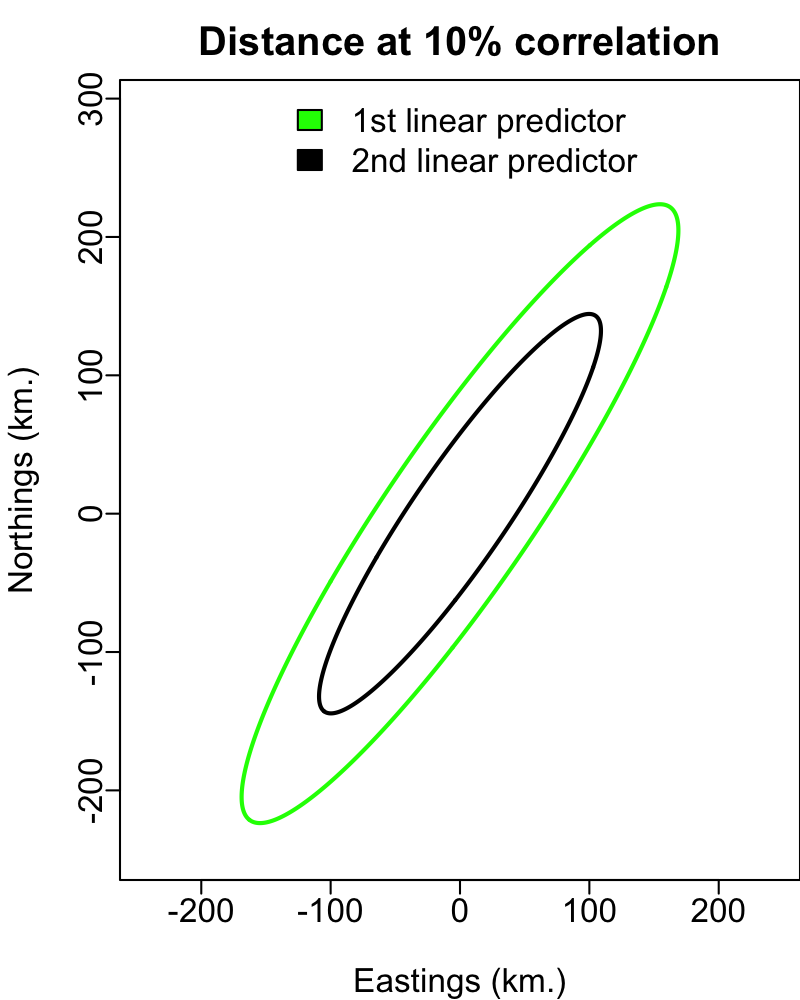 Distance at 10% correlation
1st linear predictor
2nd linear predictor
300
200
100
0
-100
-200
Northings (km.)
-200 -100 0 100 200
Eastings (km.)